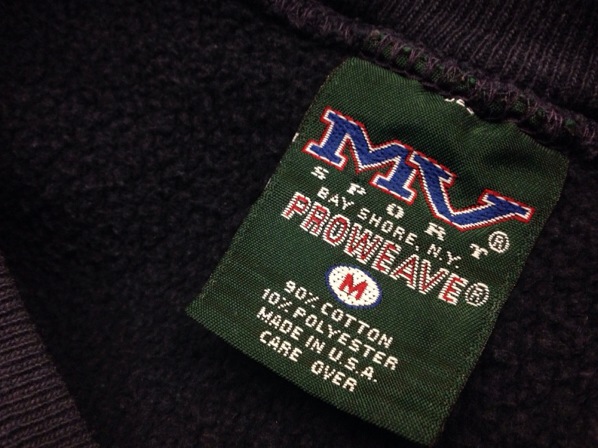 MV®
SPORT
BAY SHORE, N.Y.
PROWEAVE®
M
90% COTTON
10% POLYESTER
MADE IN U.S.A.
CARE OVER